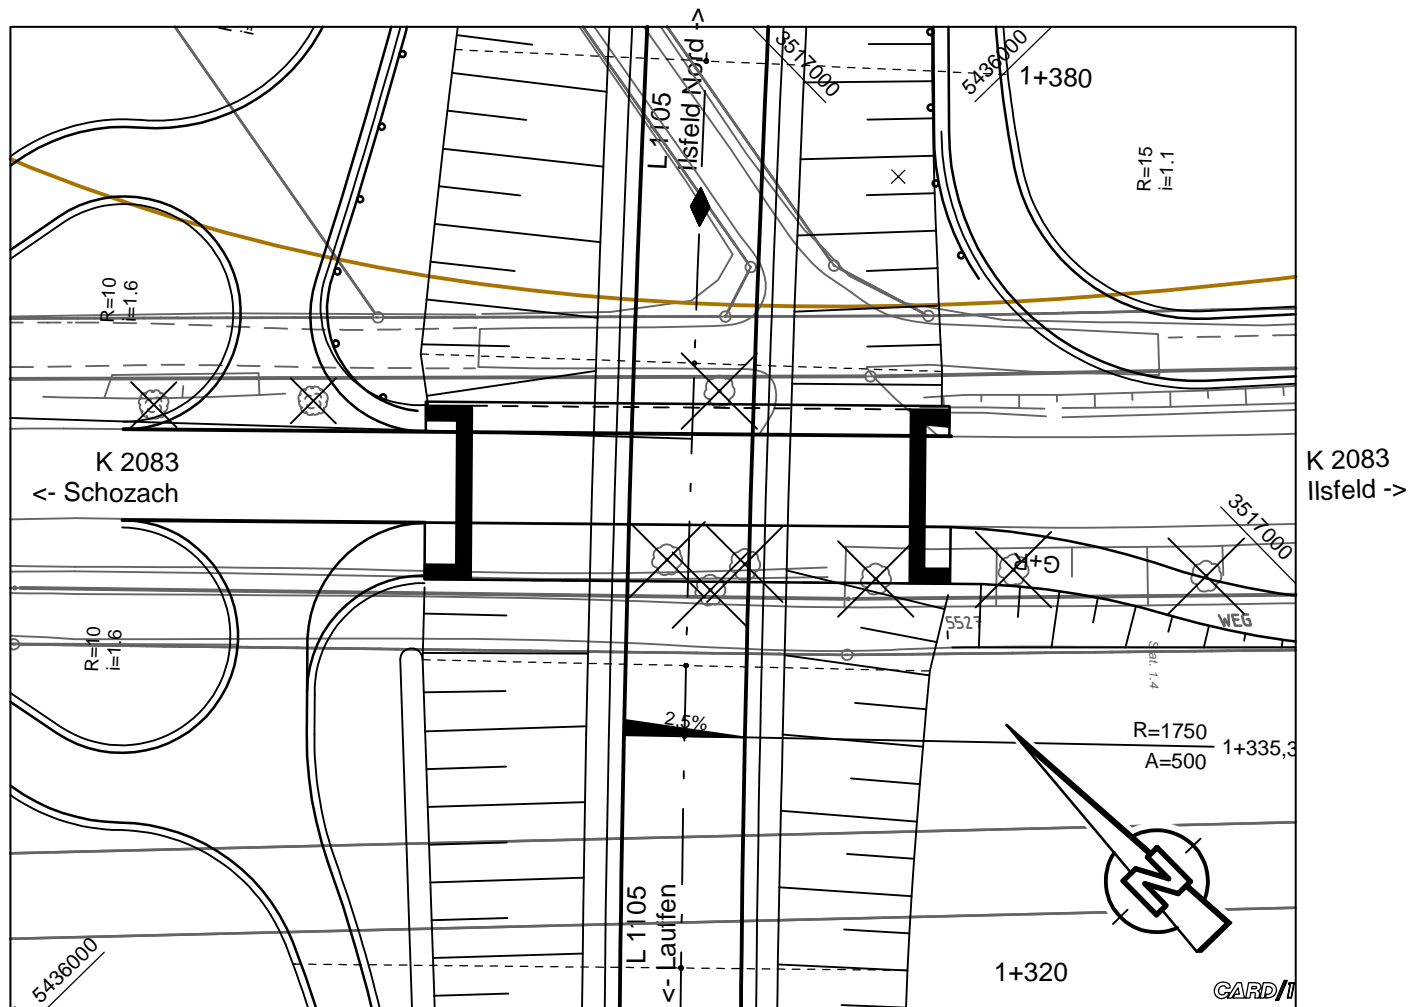 3517000
5436000
1+380
L 1105
Ilsfeld Nord ->
R=15
i=1.1
R=10
i=1.6
K 2083
<- Schozach
K 2083
Ilsfeld ->
3517000
G+R
5527
WEG
R=10
i=1.6
2,5%
R=1750
A=500
1+335,3
L 1105
<- Lauffen
5436000
1+320
N
CARD/1